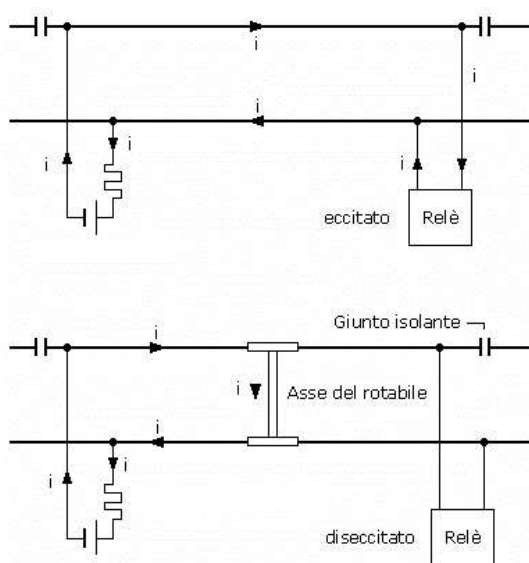 i
i
i
i
i
i
eccitato
Relè
Giunto isolante
i
i
Asse del rotabile
i
i
i
diseccitato
Relè